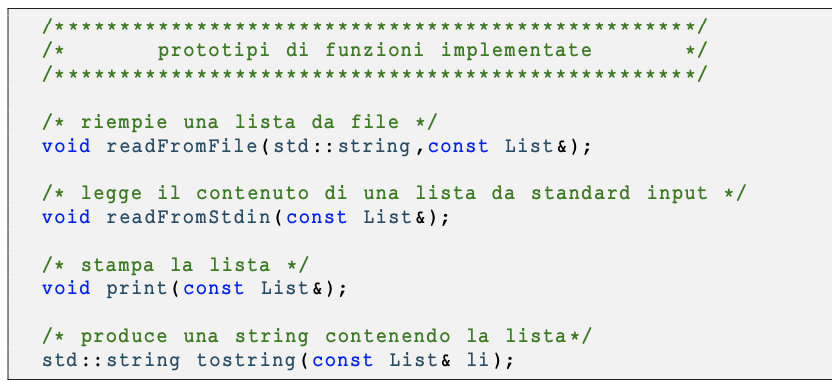 /*************************************************/
/*       prototipi di funzioni implementate       */
/*************************************************/
/* riempie una lista da file */
void readFromFile(std::string,const List&);
/* legge il contenuto di una lista da standard input */
void readFromStdin(const List&);
/* stampa la lista */
void print(const List&);
/* produce una string contenendo la lista*/
std::string tostring(const List& li);